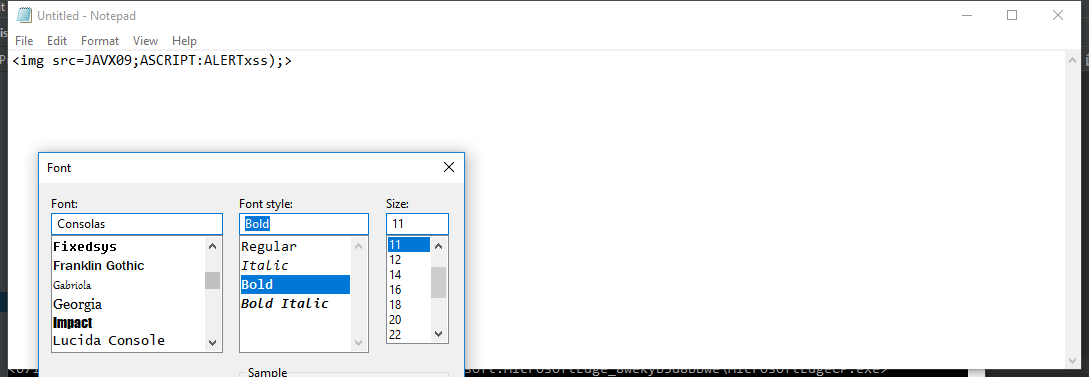 Untitled - Notepad
File Edit Format View Help
<img src=JAVX09;ASCRIPT:ALERTxss);>
Font
Font: Font style: Size:
Consolas Bold 11
Fixedsys Regular 11
Franklin Gothic Italic 12
Gabriola Bold 14
Georgia Bold Italic 16
Impact 18
Lucida Console 20
22
Sample